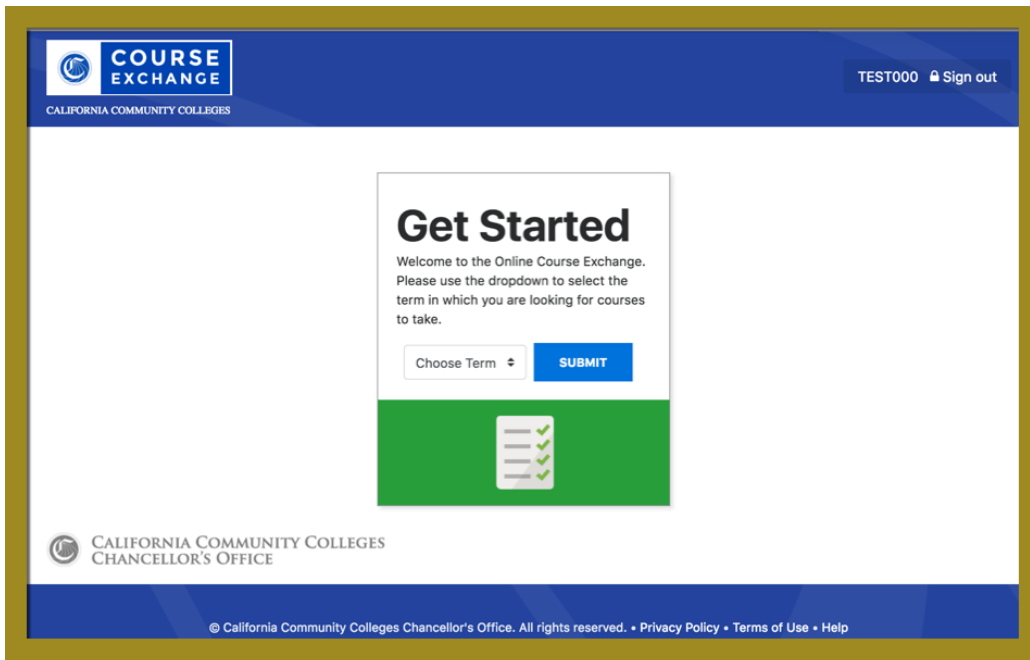 COURSE
EXCHANGE
CALIFORNIA COMMUNITY COLLEGES
TEST000 Sign out
Get Started
Welcome to the Online Course Exchange.
Please use the dropdown to select the
term in which you are looking for courses
to take.
Choose Term
SUBMIT
CALIFORNIA COMMUNITY COLLEGES
CHANCELLOR'S OFFICE
© California Community Colleges Chancellor's Office. All rights reserved. • Privacy Policy • Terms of Use • Help